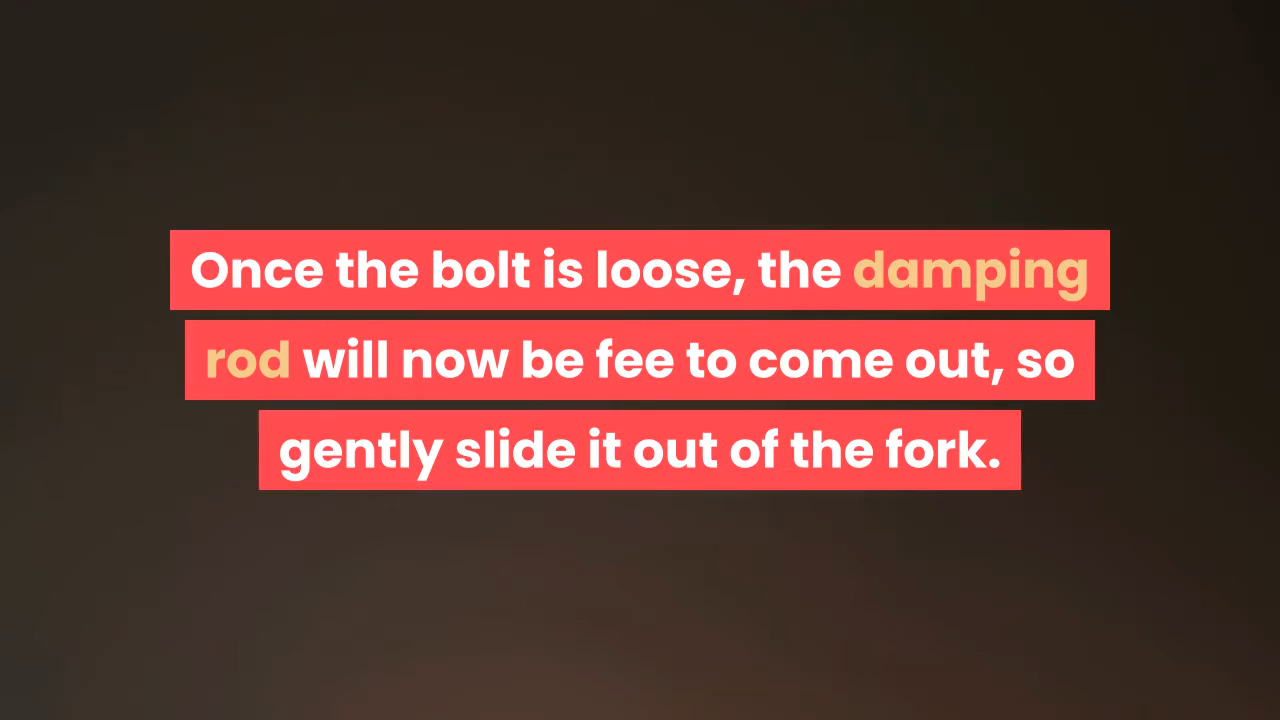 Once the bolt is loose, the damping
rod will now be fee to come out, so
gently slide it out of the fork.